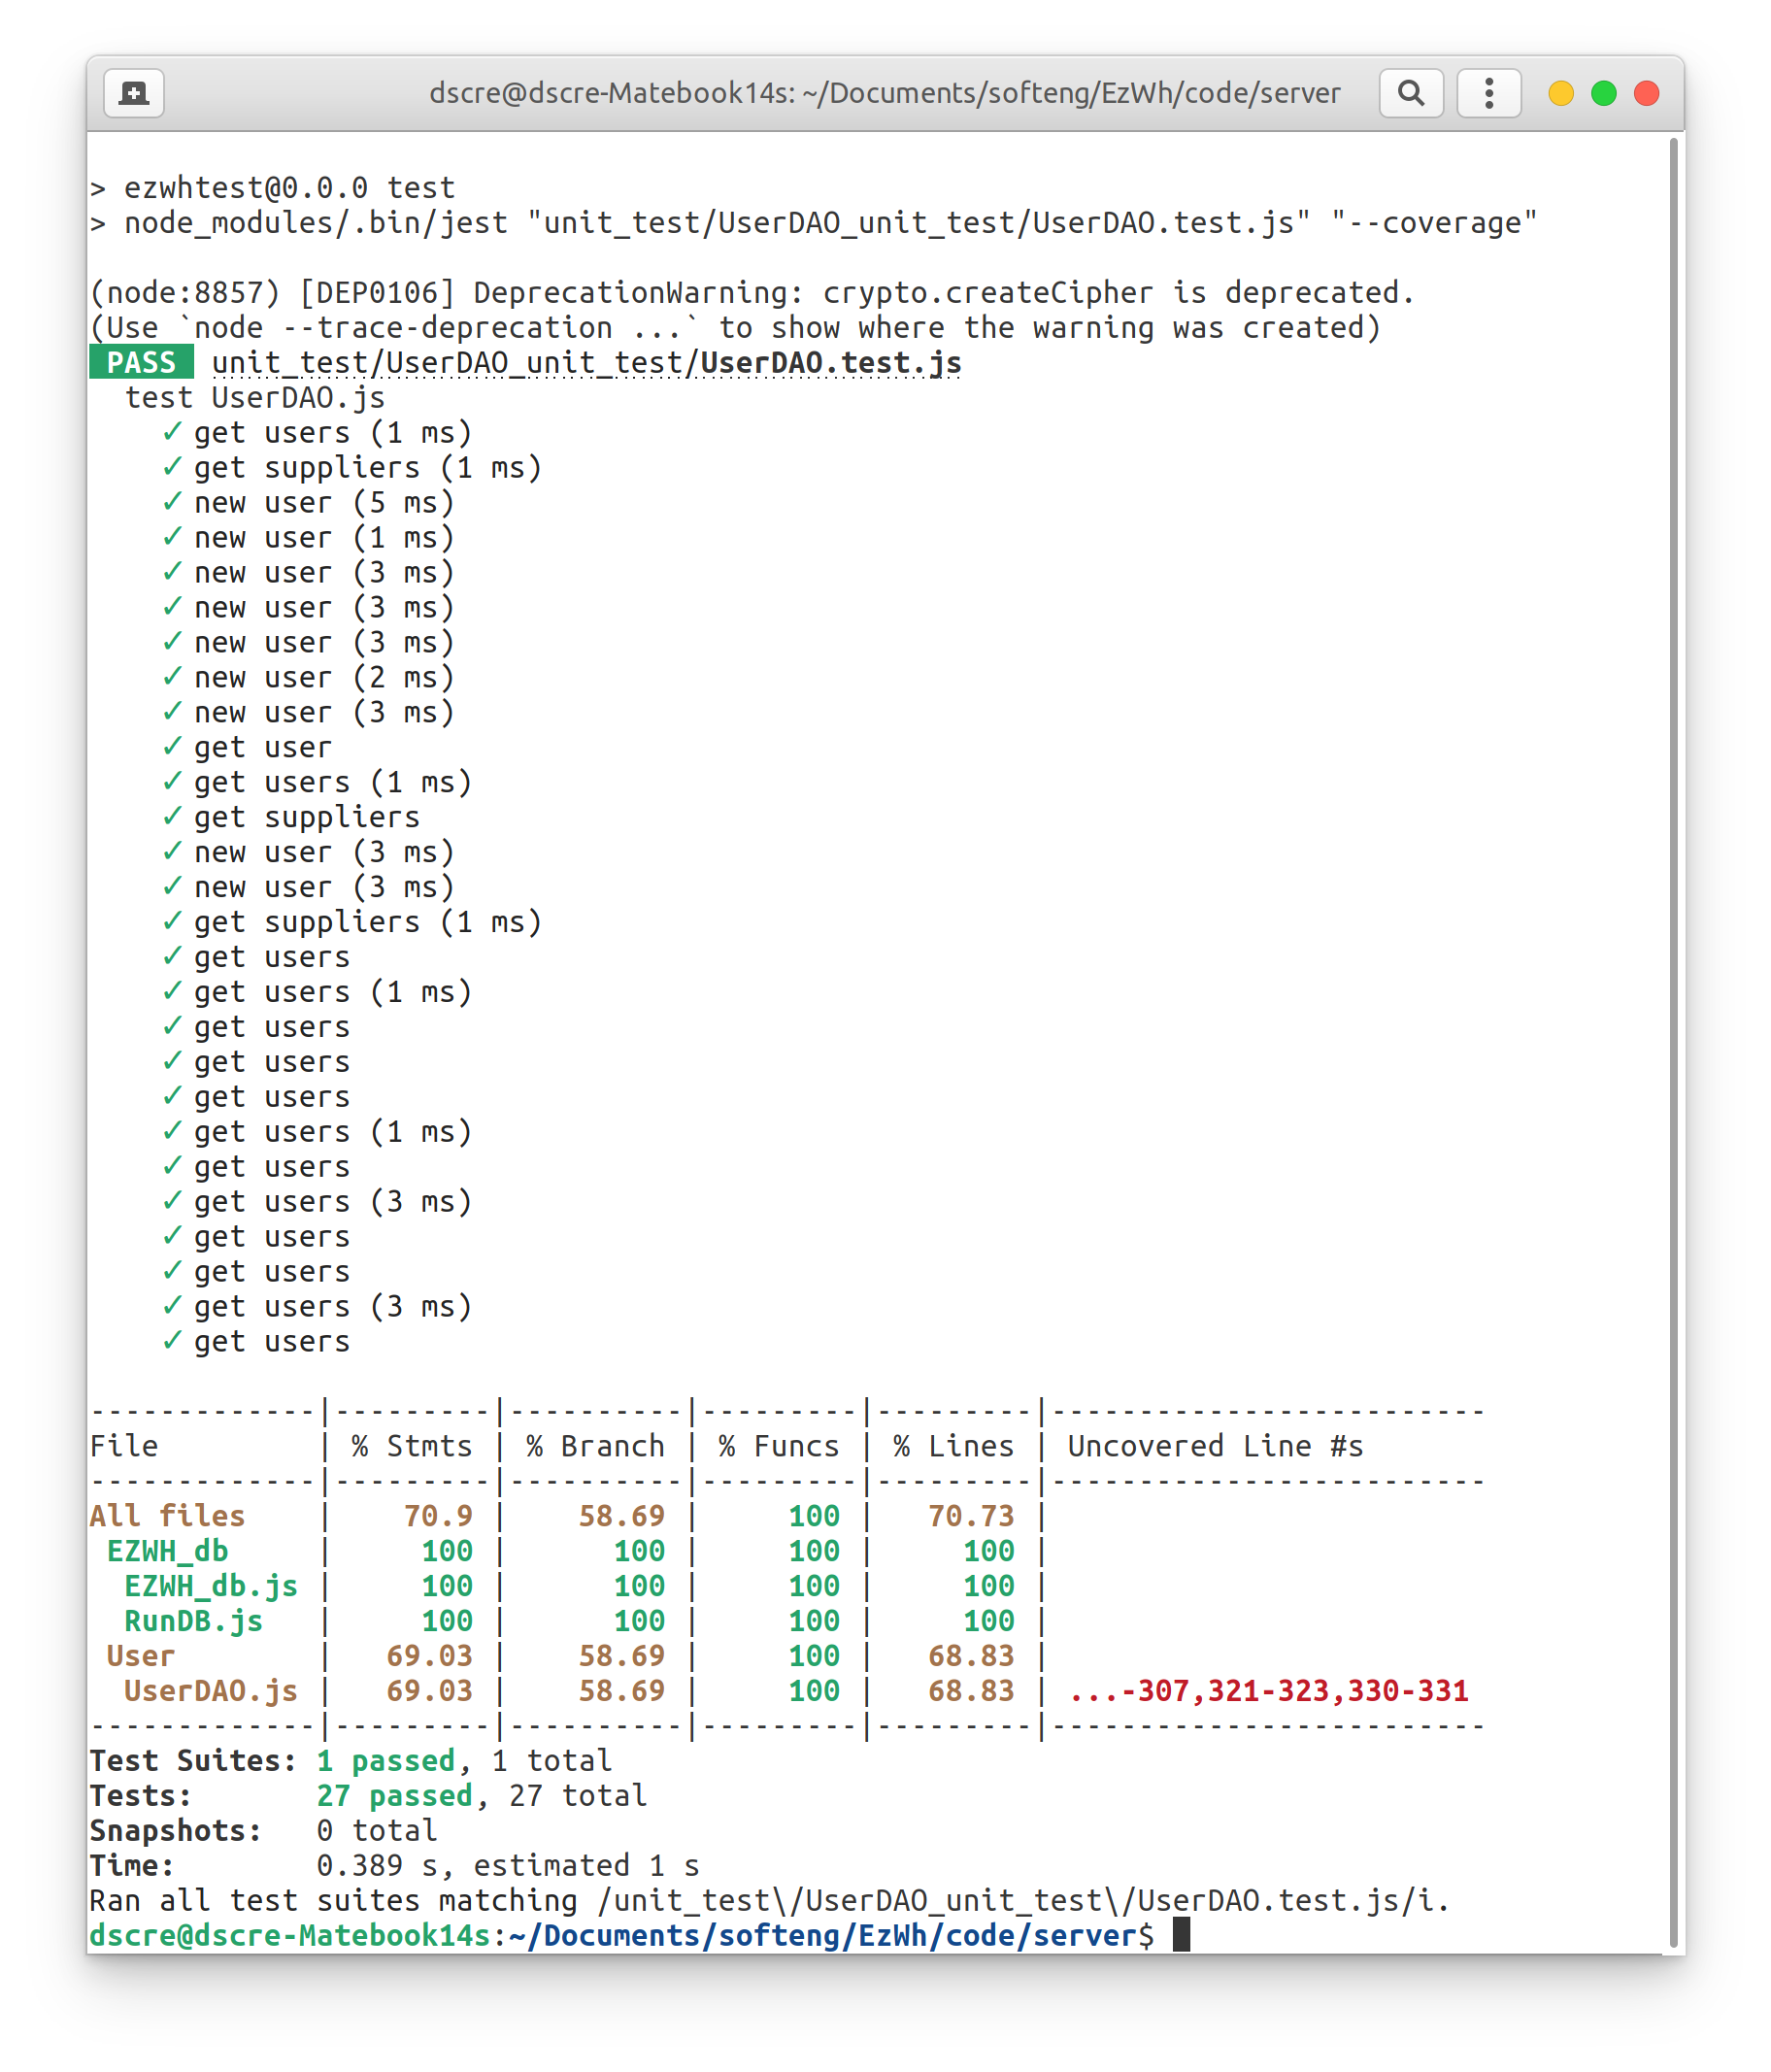 dscre@dscre-Matebook14s: ~/Documents/softeng/EzWh/code/server
> ezwhtest@0.0.0 test
> node_modules/.bin/jest "unit_test/UserDAO_unit_test/UserDAO.test.js" "--coverage"
(node:8857) [DEP0106] DeprecationWarning: crypto.createCipher is deprecated.
(Use `node --trace-deprecation ...` to show where the warning was created)
PASS unit_test/UserDAO_unit_test/UserDAO.test.js
test UserDAO.js
✓ get users (1 ms)
✓ get suppliers (1 ms)
✓ new user (5 ms)
✓ new user (1 ms)
✓ new user (3 ms)
✓ new user (3 ms)
✓ new user (3 ms)
✓ new user (2 ms)
✓ new user (3 ms)
✓ get user
✓ get users (1 ms)
✓ get suppliers
✓ new user (3 ms)
✓ new user (3 ms)
✓ get suppliers (1 ms)
✓ get users
✓ get users (1 ms)
✓ get users
✓ get users
✓ get users
✓ get users (1 ms)
✓ get users
✓ get users (3 ms)
✓ get users
✓ get users
✓ get users (3 ms)
✓ get users
-------------|---------|----------|---------|---------|-------------------------
File         | % Stmts | % Branch | % Funcs | % Lines | Uncovered Line #s
-------------|---------|----------|---------|---------|-------------------------
All files    |    70.9 |    58.69 |     100 |   70.73 |
 EZWH_db     |     100 |      100 |     100 |     100 |
  EZWH_db.js |     100 |      100 |     100 |     100 |
  RunDB.js   |     100 |      100 |     100 |     100 |
 User        |   69.03 |    58.69 |     100 |   68.83 |
  UserDAO.js |   69.03 |    58.69 |     100 |   68.83 | ...-307,321-323,330-331
-------------|---------|----------|---------|---------|-------------------------
Test Suites: 1 passed, 1 total
Tests:       27 passed, 27 total
Snapshots:   0 total
Time:        0.389 s, estimated 1 s
Ran all test suites matching /unit_test\/UserDAO_unit_test\/UserDAO.test.js/i.
dscre@dscre-Matebook14s:~/Documents/softeng/EzWh/code/server$